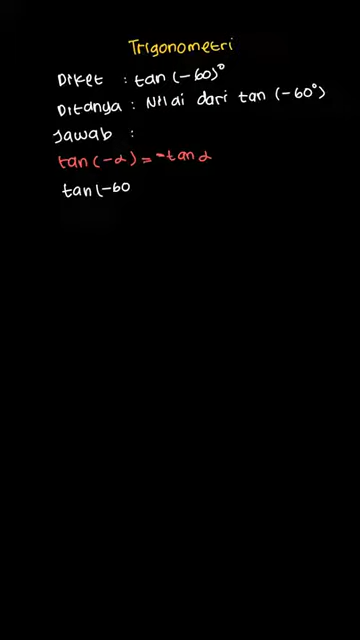 Trigonometri
Diket : tan (-60)°
Ditanya : Nilai dari tan (-60°)
Jawab :
tan (-α) = -tan α
tan (-60